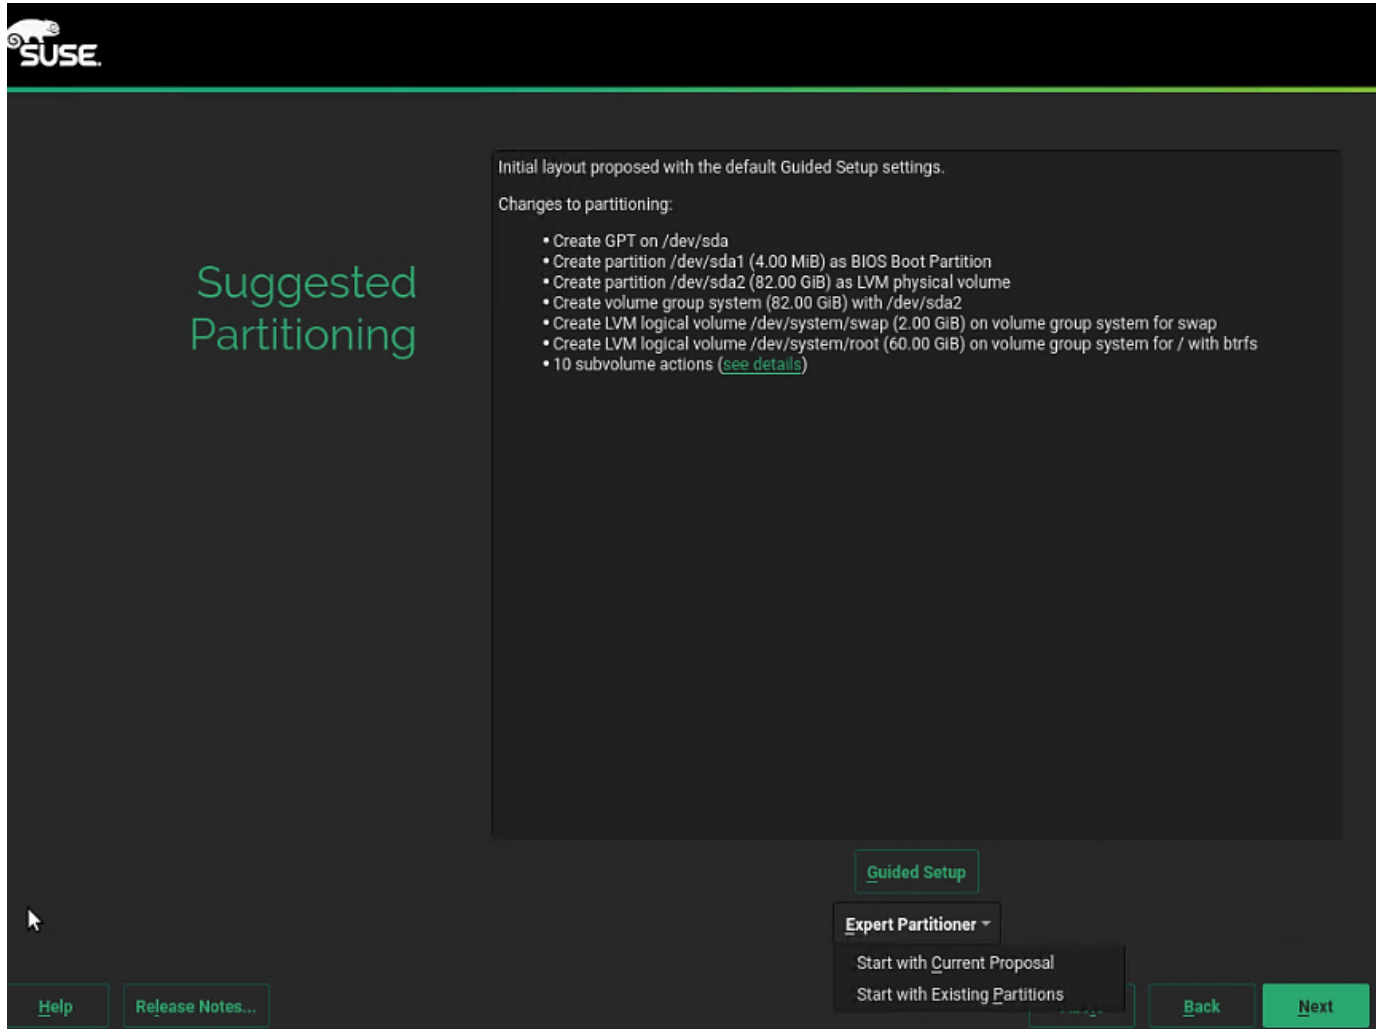 SUSE.
Initial layout proposed with the default Guided Setup settings.
Changes to partitioning:
• Create GPT on /dev/sda
• Create partition /dev/sda1 (4.00 MiB) as BIOS Boot Partition
• Create partition /dev/sda2 (82.00 GiB) as LVM physical volume
• Create volume group system (82.00 GiB) with /dev/sda2
• Create LVM logical volume /dev/system/swap (2.00 GiB) on volume group system for swap
• Create LVM logical volume /dev/system/root (60.00 GiB) on volume group system for / with btrfs
• 10 subvolume actions (see details)
Suggested
Partitioning
Guided Setup
Expert Partitioner
Start with Current Proposal
Start with Existing Partitions
Help
Release Notes...
Back
Next